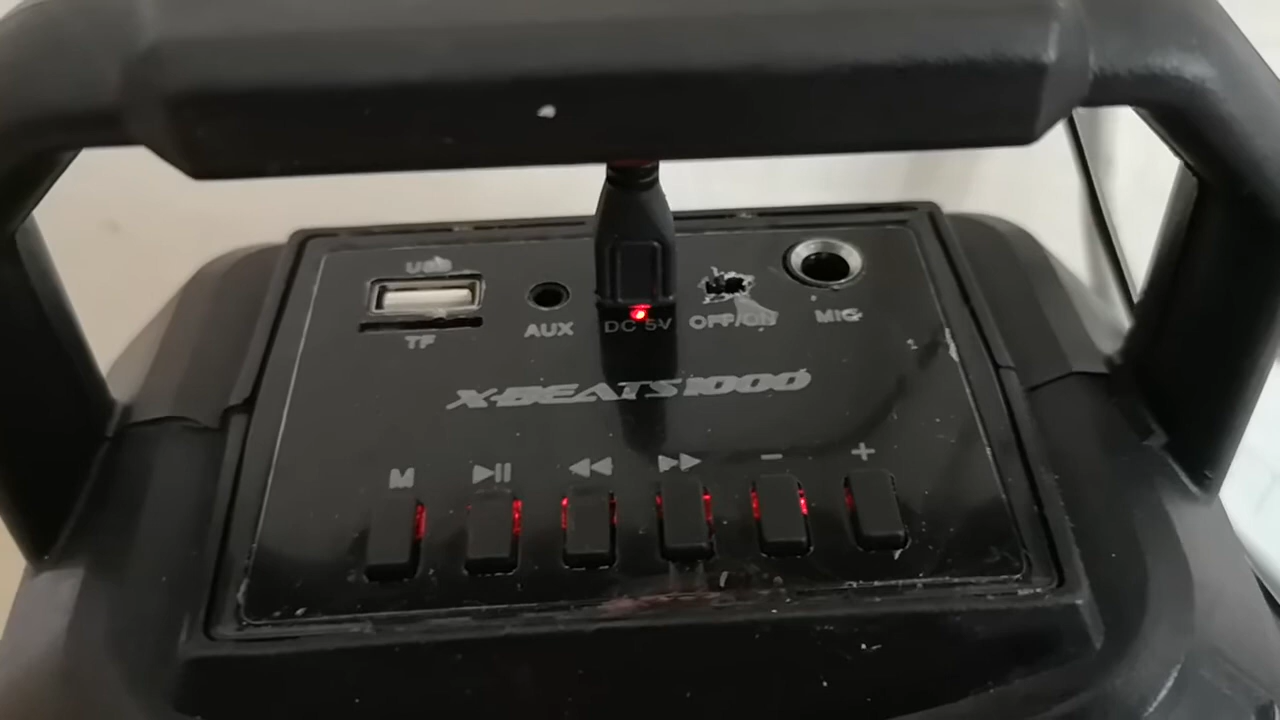 USB
TF
AUX
DC 5V
OFF/ON
MIC
X-BEATS1000
M